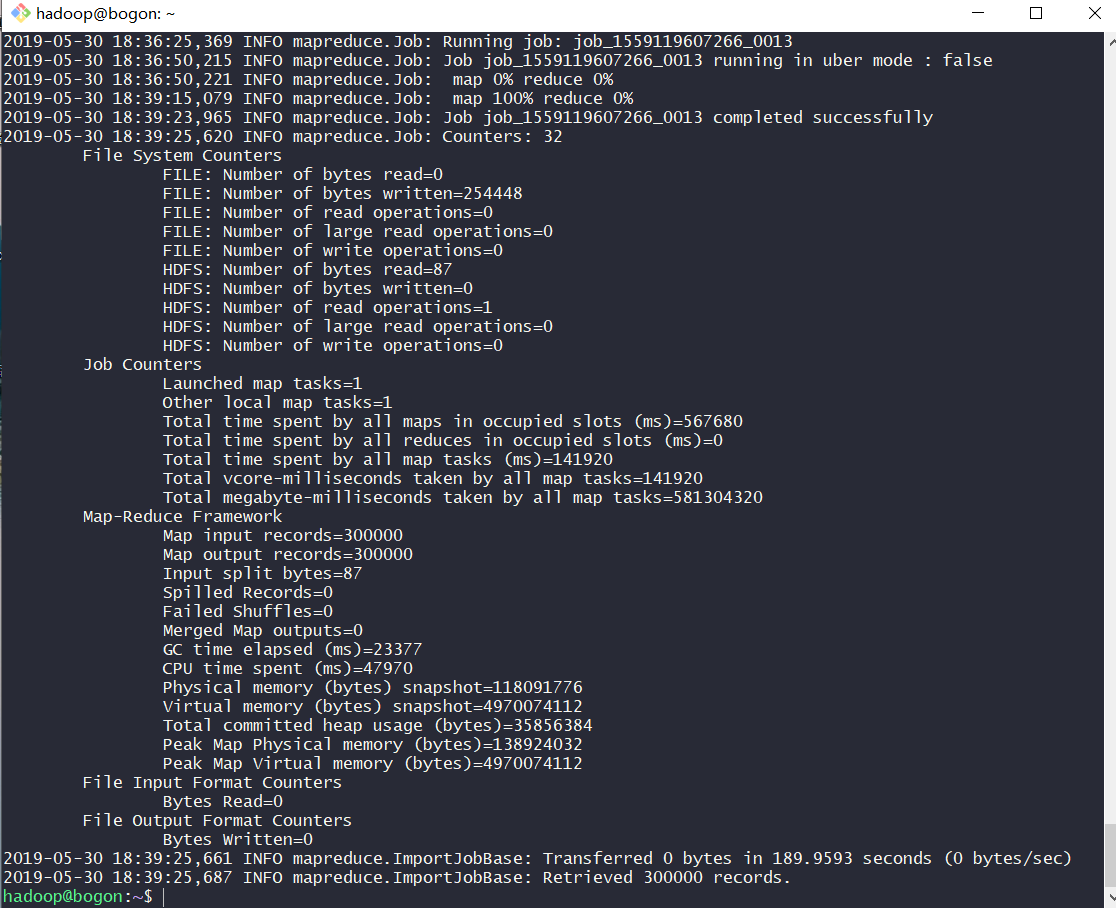 hadoop@bogon: ~
2019-05-30 18:36:25,369 INFO mapreduce.Job: Running job: job_1559119607266_0013
2019-05-30 18:36:50,215 INFO mapreduce.Job: Job job_1559119607266_0013 running in uber mode : false
2019-05-30 18:36:50,221 INFO mapreduce.Job:  map 0% reduce 0%
2019-05-30 18:39:15,079 INFO mapreduce.Job:  map 100% reduce 0%
2019-05-30 18:39:23,965 INFO mapreduce.Job: Job job_1559119607266_0013 completed successfully
2019-05-30 18:39:25,620 INFO mapreduce.Job: Counters: 32
File System Counters
FILE: Number of bytes read=0
FILE: Number of bytes written=254448
FILE: Number of read operations=0
FILE: Number of large read operations=0
FILE: Number of write operations=0
HDFS: Number of bytes read=87
HDFS: Number of bytes written=0
HDFS: Number of read operations=1
HDFS: Number of large read operations=0
HDFS: Number of write operations=0
Job Counters
Launched map tasks=1
Other local map tasks=1
Total time spent by all maps in occupied slots (ms)=567680
Total time spent by all reduces in occupied slots (ms)=0
Total time spent by all map tasks (ms)=141920
Total vcore-milliseconds taken by all map tasks=141920
Total megabyte-milliseconds taken by all map tasks=581304320
Map-Reduce Framework
Map input records=300000
Map output records=300000
Input split bytes=87
Spilled Records=0
Failed Shuffles=0
Merged Map outputs=0
GC time elapsed (ms)=23377
CPU time spent (ms)=47970
Physical memory (bytes) snapshot=118091776
Virtual memory (bytes) snapshot=4970074112
Total committed heap usage (bytes)=35856384
Peak Map Physical memory (bytes)=138924032
Peak Map Virtual memory (bytes)=4970074112
File Input Format Counters
Bytes Read=0
File Output Format Counters
Bytes Written=0
2019-05-30 18:39:25,661 INFO mapreduce.ImportJobBase: Transferred 0 bytes in 189.9593 seconds (0 bytes/sec)
2019-05-30 18:39:25,687 INFO mapreduce.ImportJobBase: Retrieved 300000 records.
hadoop@bogon:~$